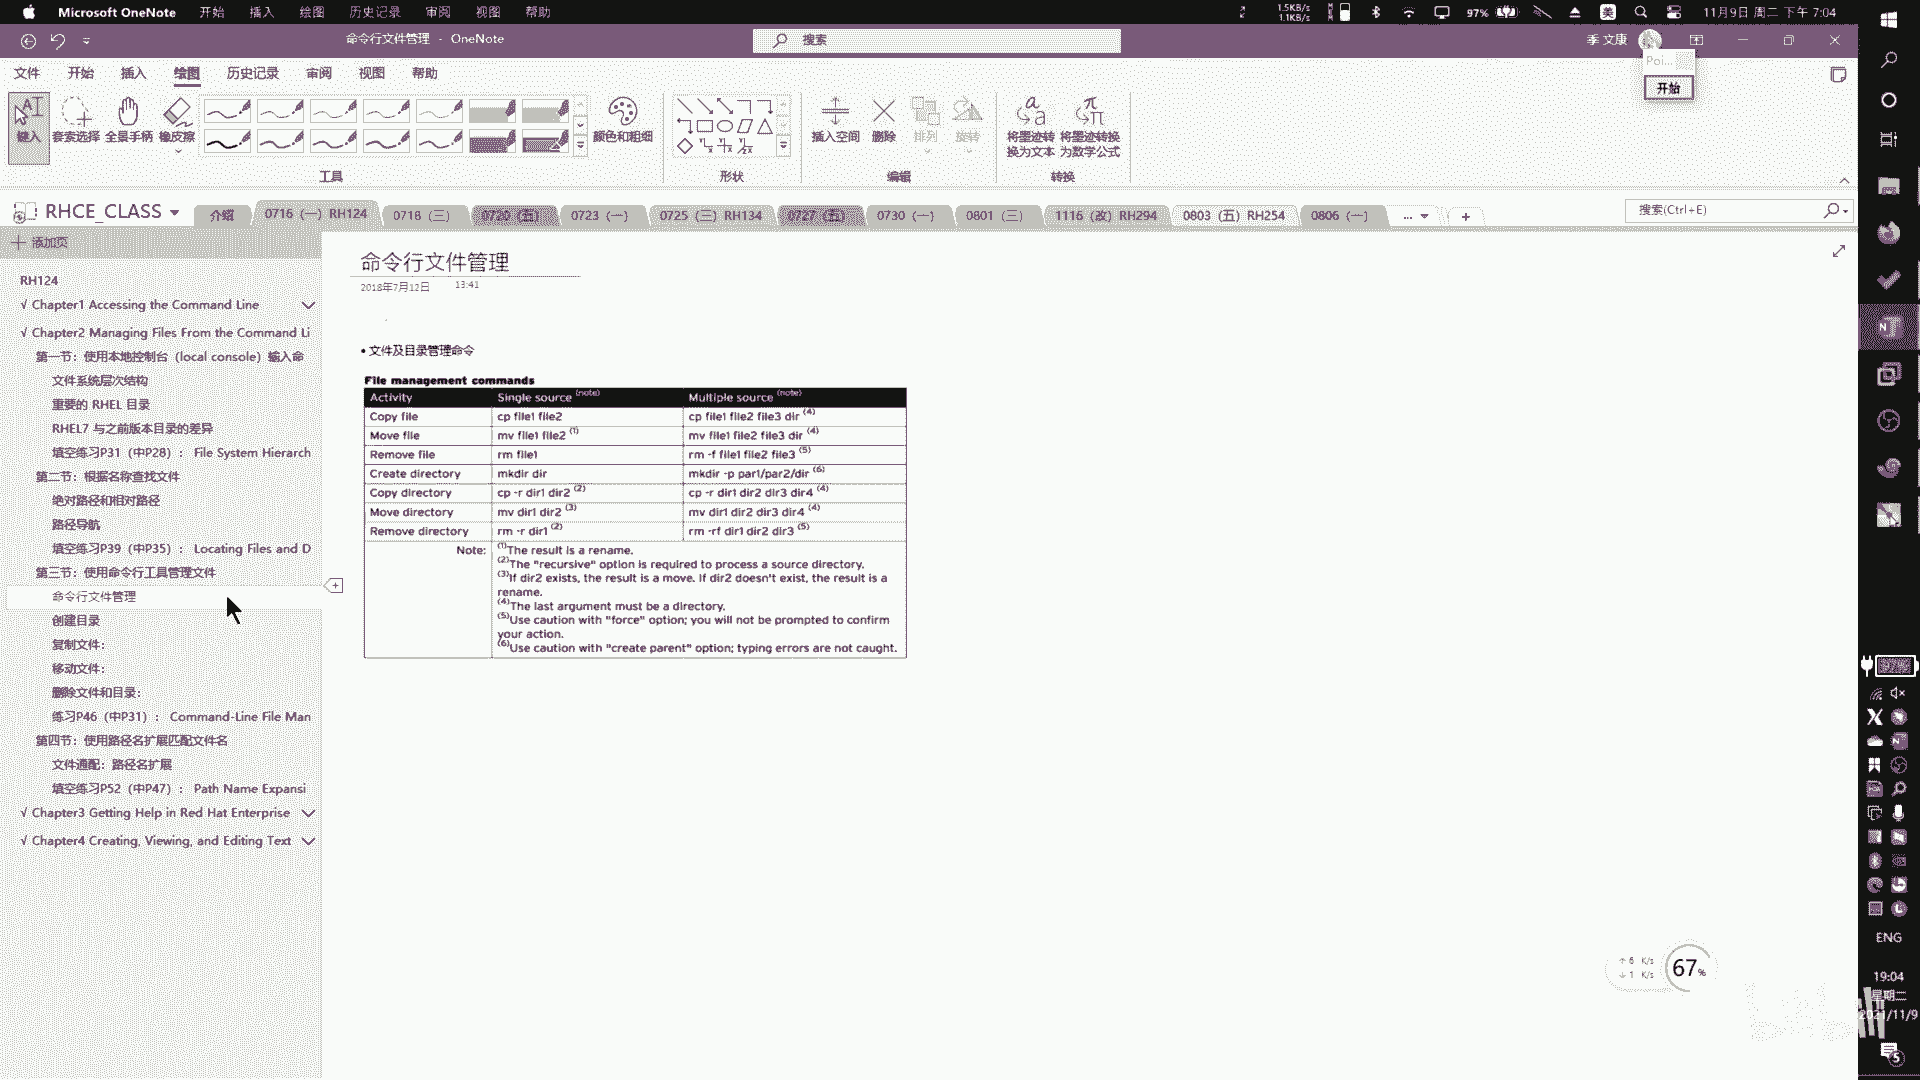 Microsoft OneNote 开始 插入 绘图 历史记录 审阅 视图 帮助
1.5KB/s
1.1KB/s
97%
美
11月9日 周二 下午 7:04
命令行文件管理 - OneNote
搜索
季 文康
Poi...
开始
文件 开始 插入 绘图 历史记录 审阅 视图 帮助
键入 套索选择 全景手柄 橡皮擦
颜色和粗细
插入空间 删除 排列 旋转
将墨迹转换为文本
将墨迹转换为数学公式
工具 形状 编辑 转换
RHCE_CLASS
介绍 0716（一）RH124 0718（三） 0720（五） 0723（一） 0725（三）RH134 0727（五） 0730（一） 0801（三） 1116（改）RH294 0803（五）RH254 0806（一） ...
搜索(Ctrl+E)
添加页
RH124
√ Chapter1 Accessing the Command Line
√ Chapter2 Managing Files From the Command Li
第一节：使用本地控制台（local console）输入命
文件系统层次结构
重要的 RHEL 目录
RHEL7 与之前版本目录的差异
填空练习P31（中P28）： File System Hierarch
第二节：根据名称查找文件
绝对路径和相对路径
路径导航
填空练习P39（中P35）： Locating Files and D
第三节：使用命令行工具管理文件
命令行文件管理
创建目录
复制文件：
移动文件：
删除文件和目录：
练习P46（中P31）： Command-Line File Man
第四节：使用路径名扩展匹配文件名
文件通配：路径名扩展
填空练习P52（中P47）： Path Name Expansi
√ Chapter3 Getting Help in Red Hat Enterprise
√ Chapter4 Creating, Viewing, and Editing Text
命令行文件管理
2018年7月12日 13:41
• 文件及目录管理命令
File management commands
Activity Single source (note) Multiple source (note)
Copy file cp file1 file2 cp file1 file2 file3 dir (4)
Move file mv file1 file2 (1) mv file1 file2 file3 dir (4)
Remove file rm file1 rm -f file1 file2 file3 (5)
Create directory mkdir dir mkdir -p par1/par2/dir (6)
Copy directory cp -r dir1 dir2 (2) cp -r dir1 dir2 dir3 dir4 (4)
Move directory mv dir1 dir2 (3) mv dir1 dir2 dir3 dir4 (4)
Remove directory rm -r dir1 (2) rm -rf dir1 dir2 dir3 (5)
Note: (1)The result is a rename.
(2)The "recursive" option is required to process a source directory.
(3)If dir2 exists, the result is a move. If dir2 doesn't exist, the result is a
rename.
(4)The last argument must be a directory.
(5)Use caution with "force" option; you will not be prompted to confirm
your action.
(6)Use caution with "create parent" option; typing errors are not caught.
↑ 6 K/s
↓ 1 K/s
67%
97%
ENG
19:04
星期二
2021/11/9
5